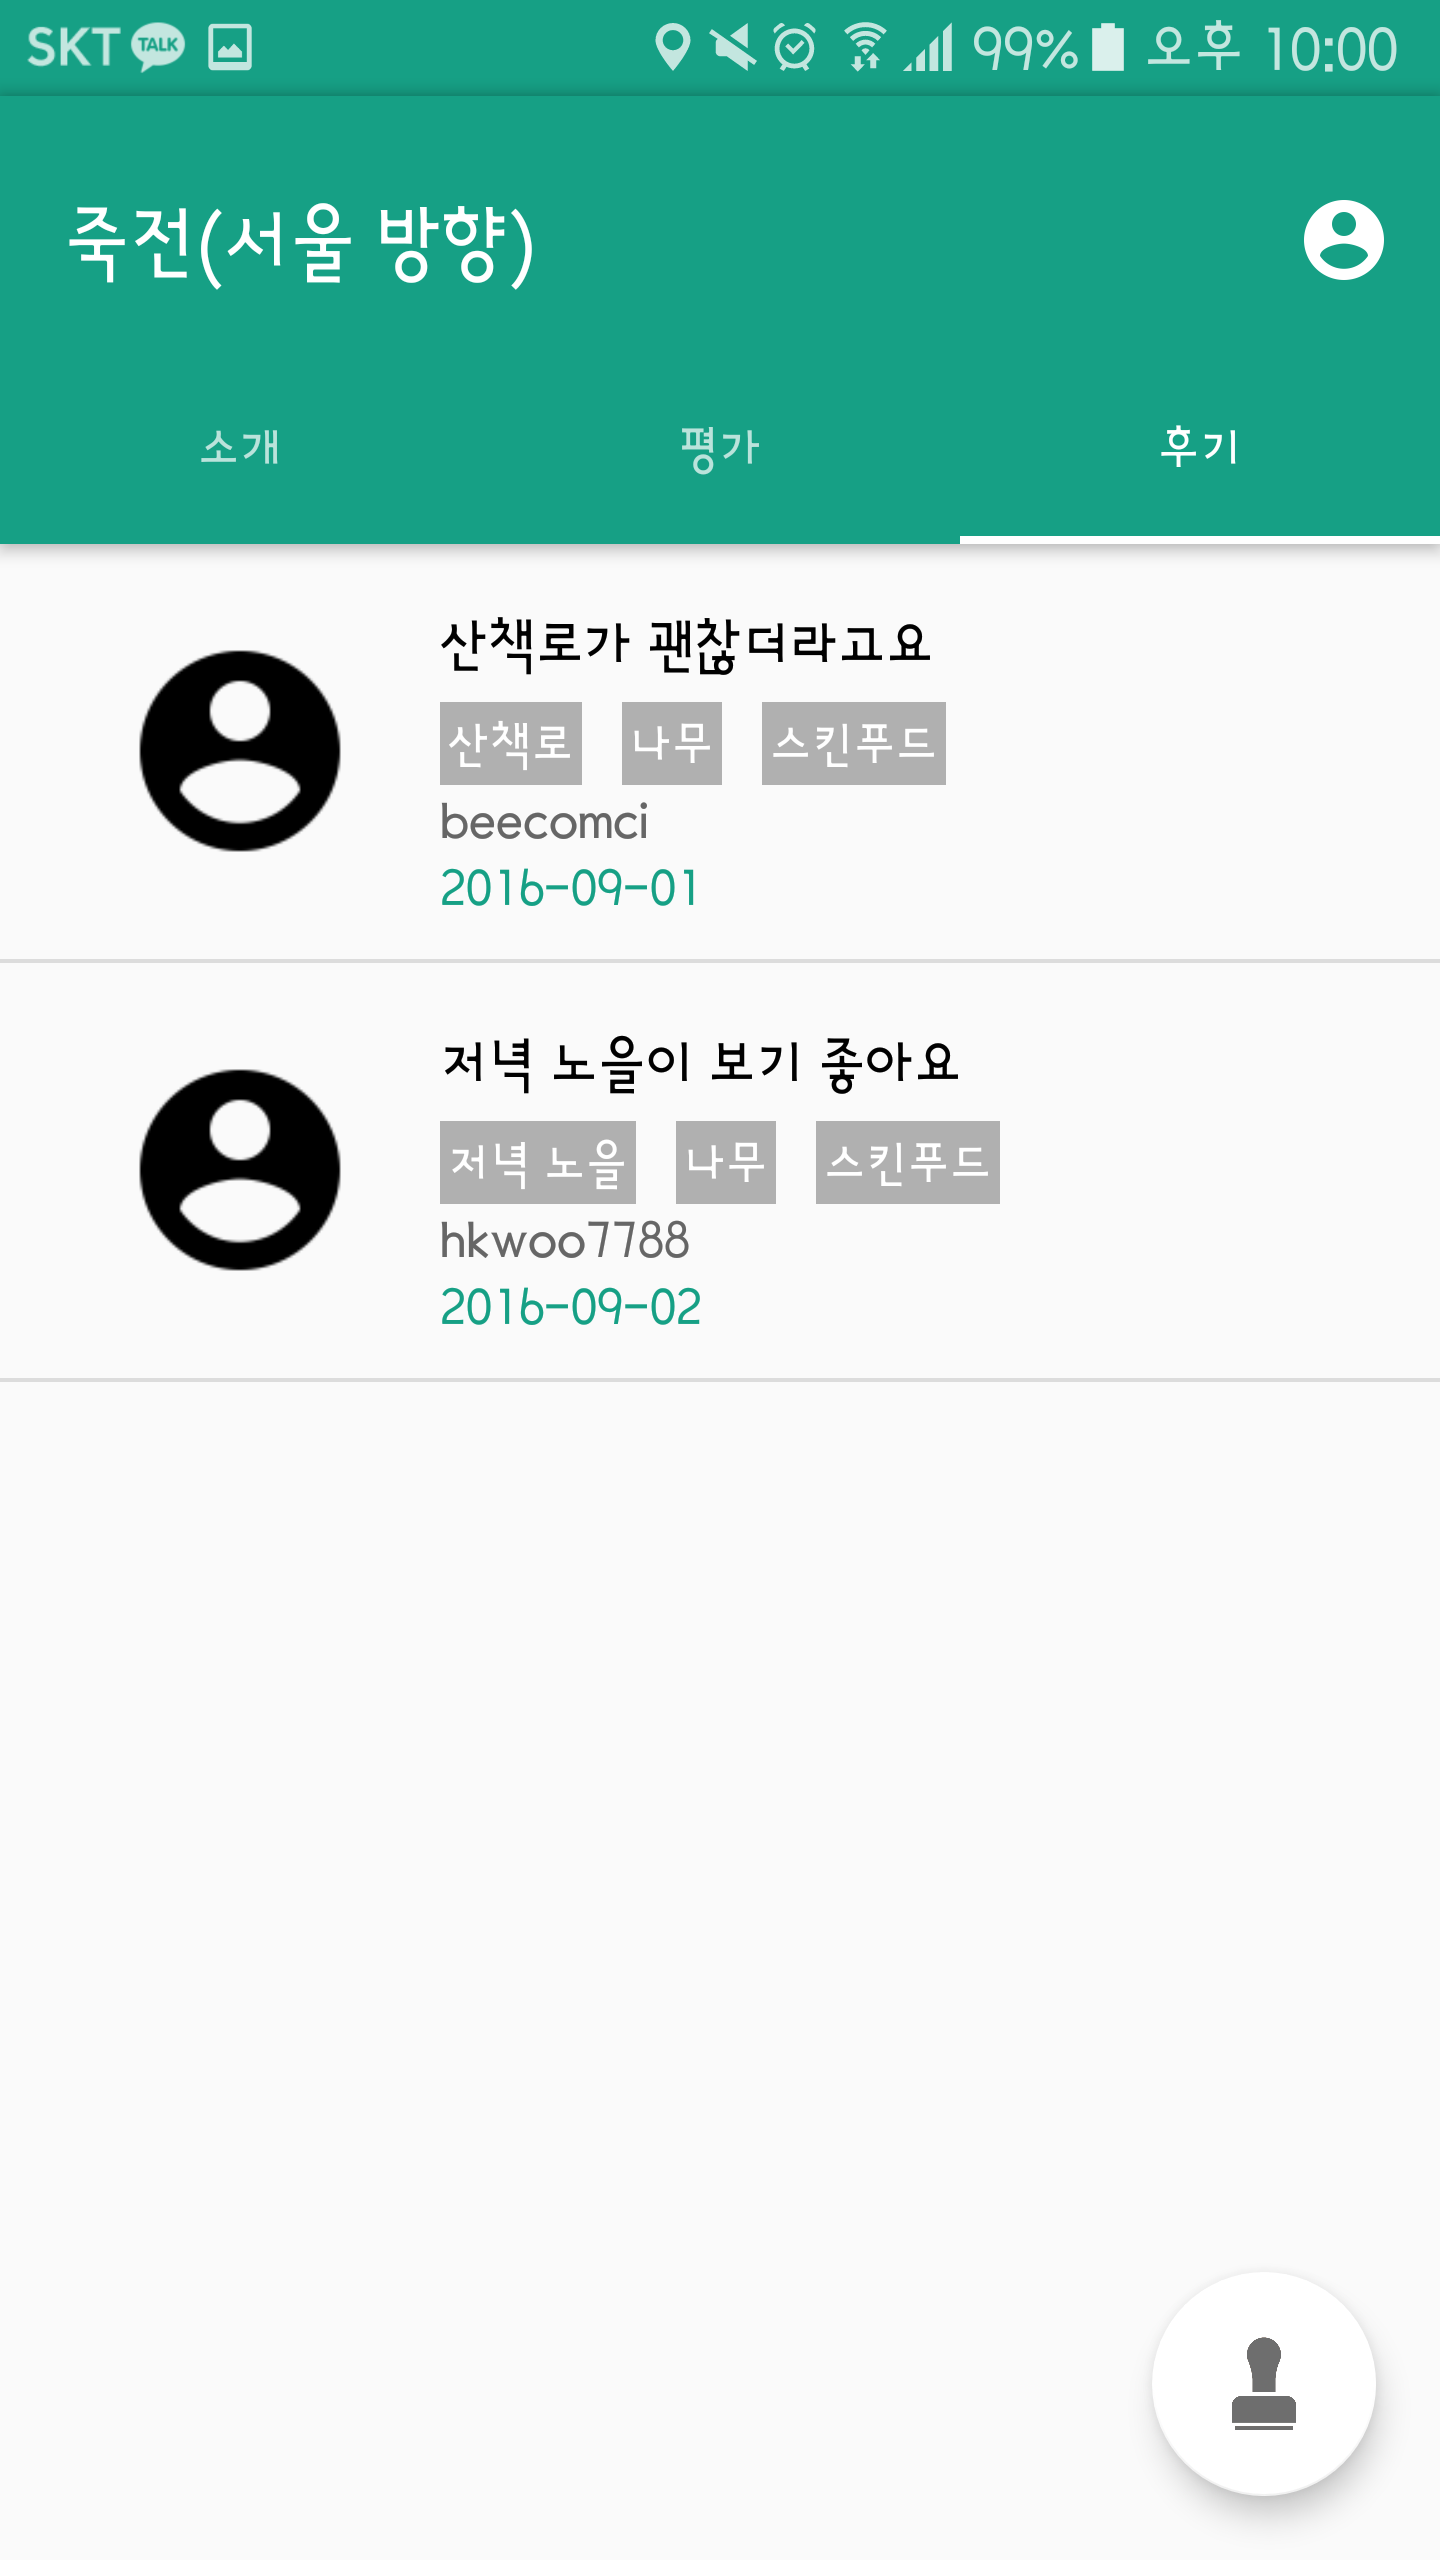 SKT TALK 99% 오후 10:00
죽전(서울 방향)
소개 평가 후기
산책로가 괜찮더라고요
산책로 나무 스킨푸드
beecomci
2016-09-01
저녁 노을이 보기 좋아요
저녁 노을 나무 스킨푸드
hkwoo7788
2016-09-02